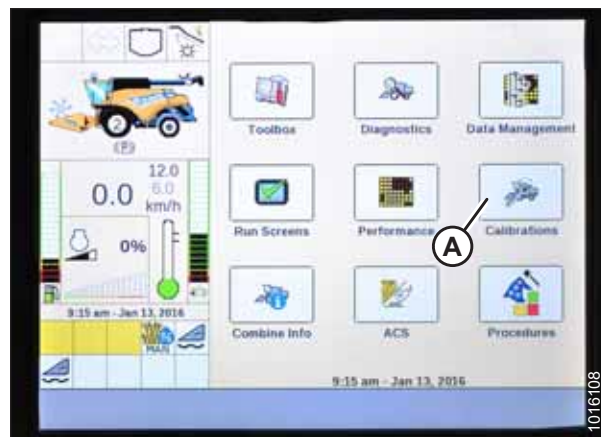 Toolbox
Diagnostics
Data Management
2
(P)
12.0
6.0
km/h
0.0
Run Screens
Performance
Calibrations
A
0%
9:15 am - Jan 13, 2016
MAN
Combine Info
ACS
Procedures
9:15 am - Jan 13, 2016
1016108